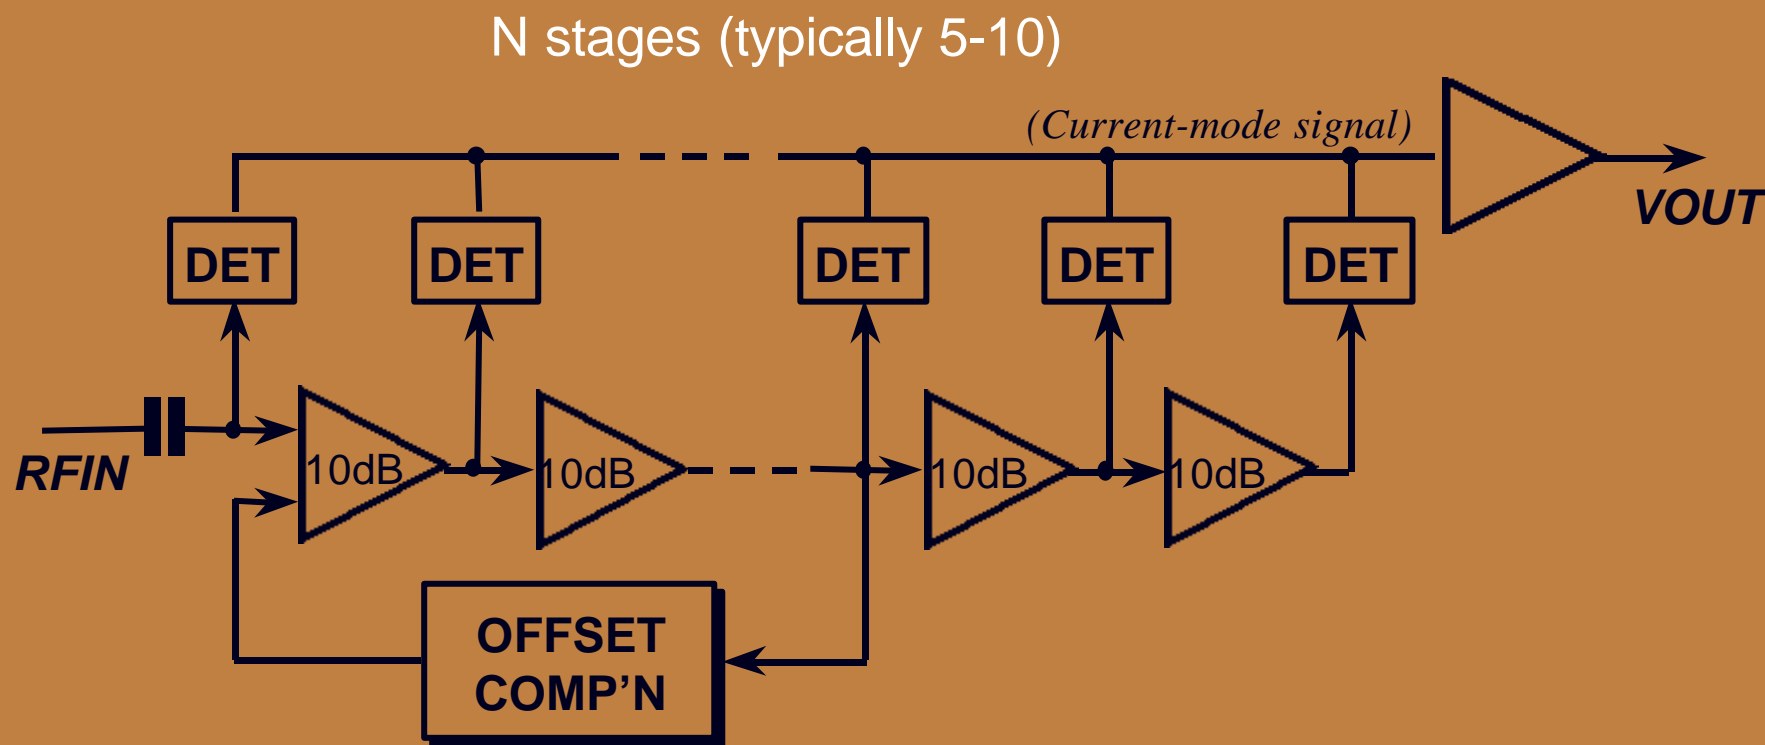 N stages (typically 5-10)
(Current-mode signal)
VOUT
DET
DET
DET
DET
DET
RFIN
10dB
10dB
10dB
10dB
OFFSET
COMP’N